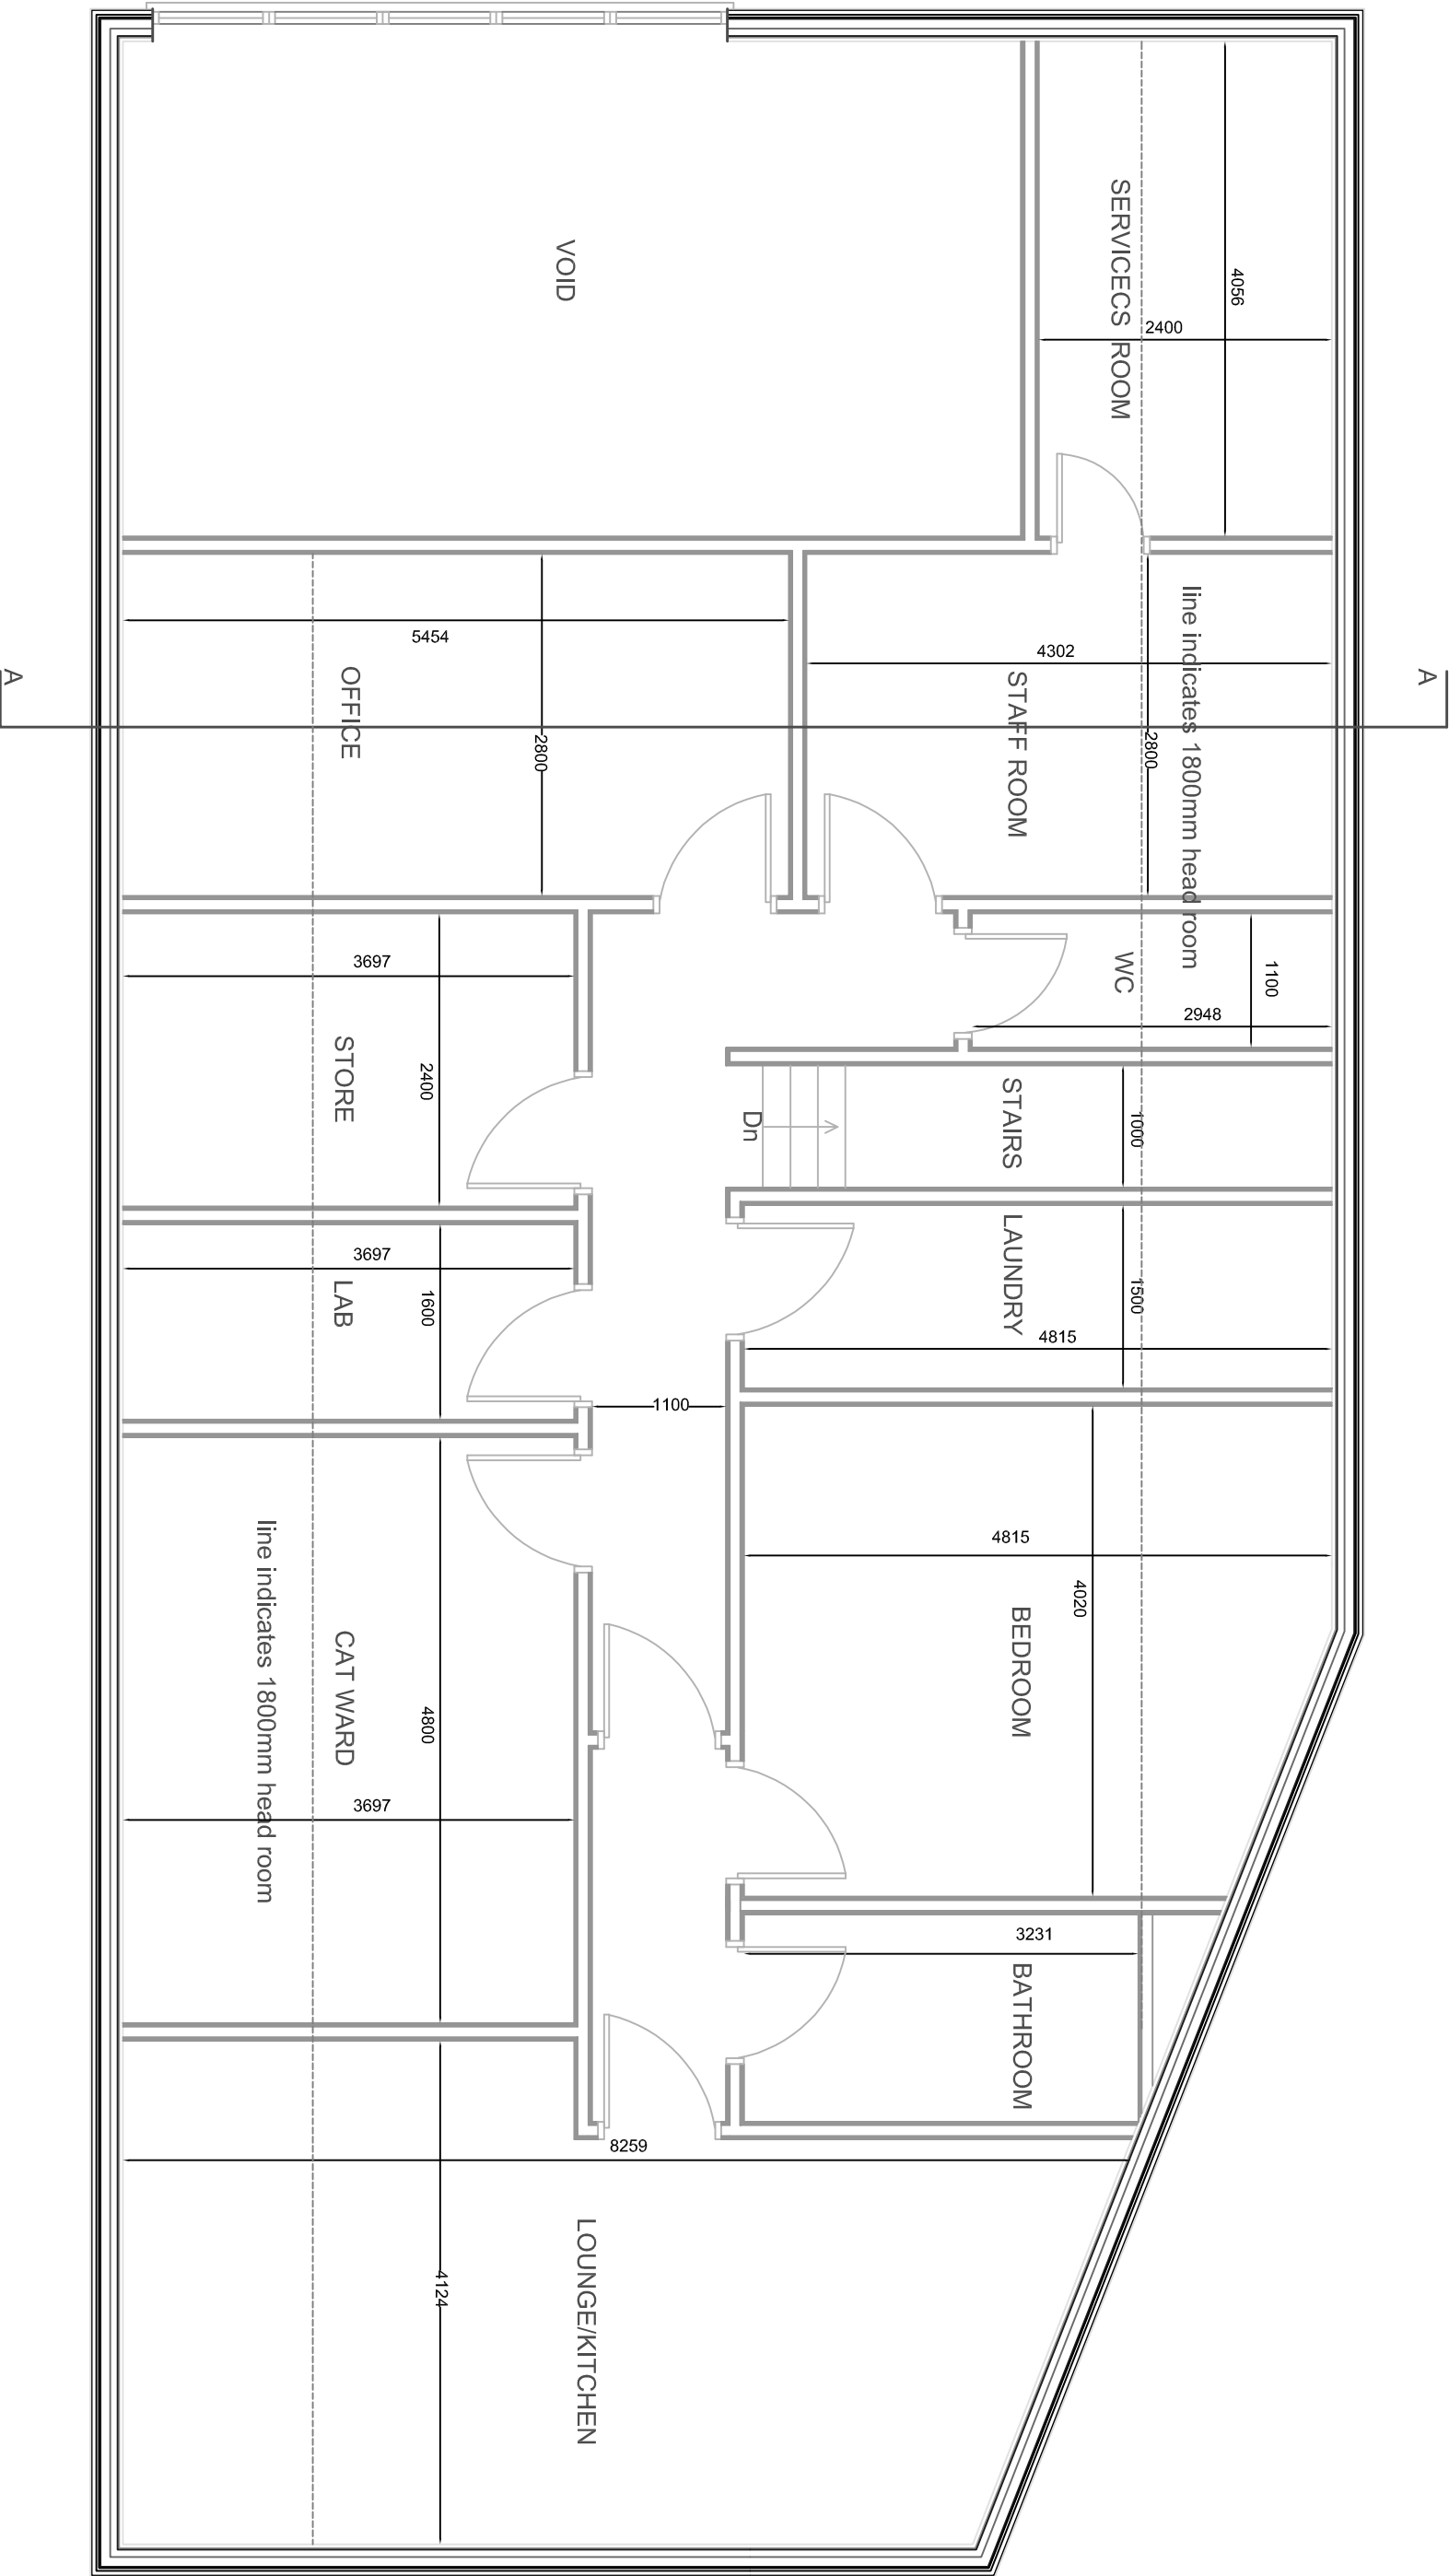 SERVICECS ROOM
4056
2400
VOID
line indicates 1800mm head room
4302
2800
STAFF ROOM
5454
2800
OFFICE
A
A
WC
1100
2948
3697
2400
STORE
STAIRS
1000
Dn
LAUNDRY
1500
4815
3697
1600
LAB
1100
4815
4020
BEDROOM
line indicates 1800mm head room
CAT WARD
4800
3697
3231
BATHROOM
8259
4124
LOUNGE/KITCHEN